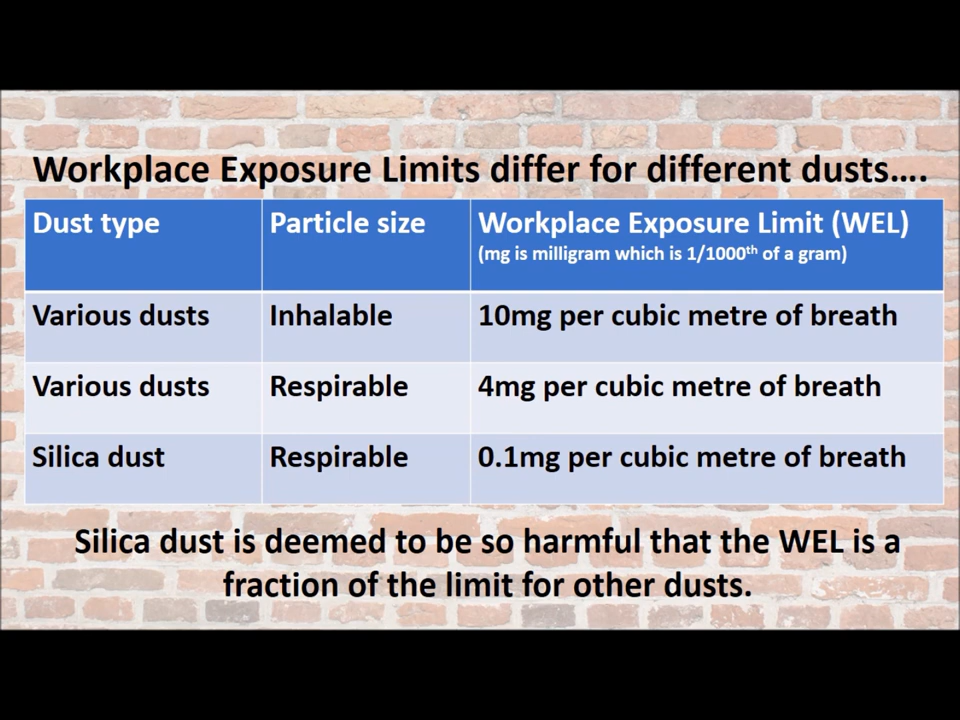 Workplace Exposure Limits differ for different dusts….
Dust type Particle size Workplace Exposure Limit (WEL)
(mg is milligram which is 1/1000th of a gram)
Various dusts Inhalable 10mg per cubic metre of breath
Various dusts Respirable 4mg per cubic metre of breath
Silica dust Respirable 0.1mg per cubic metre of breath
Silica dust is deemed to be so harmful that the WEL is a
fraction of the limit for other dusts.